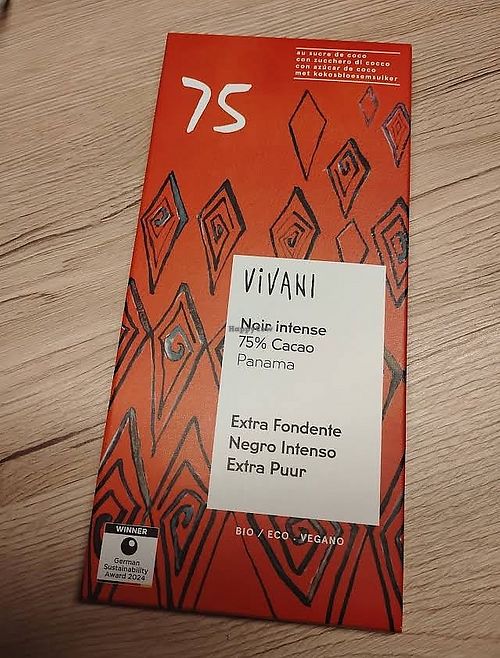 au sucre de coco
con zucchero di cocco
con azúcar de coco
met kokosbloesemsuiker
75
ViVANI
Noir intense
HappyCow
75% Cacao
Panama
Extra Fondente
Negro Intenso
Extra Puur
BIO / ECO . VEGANO
WINNER
German
Sustainability
Award 2024